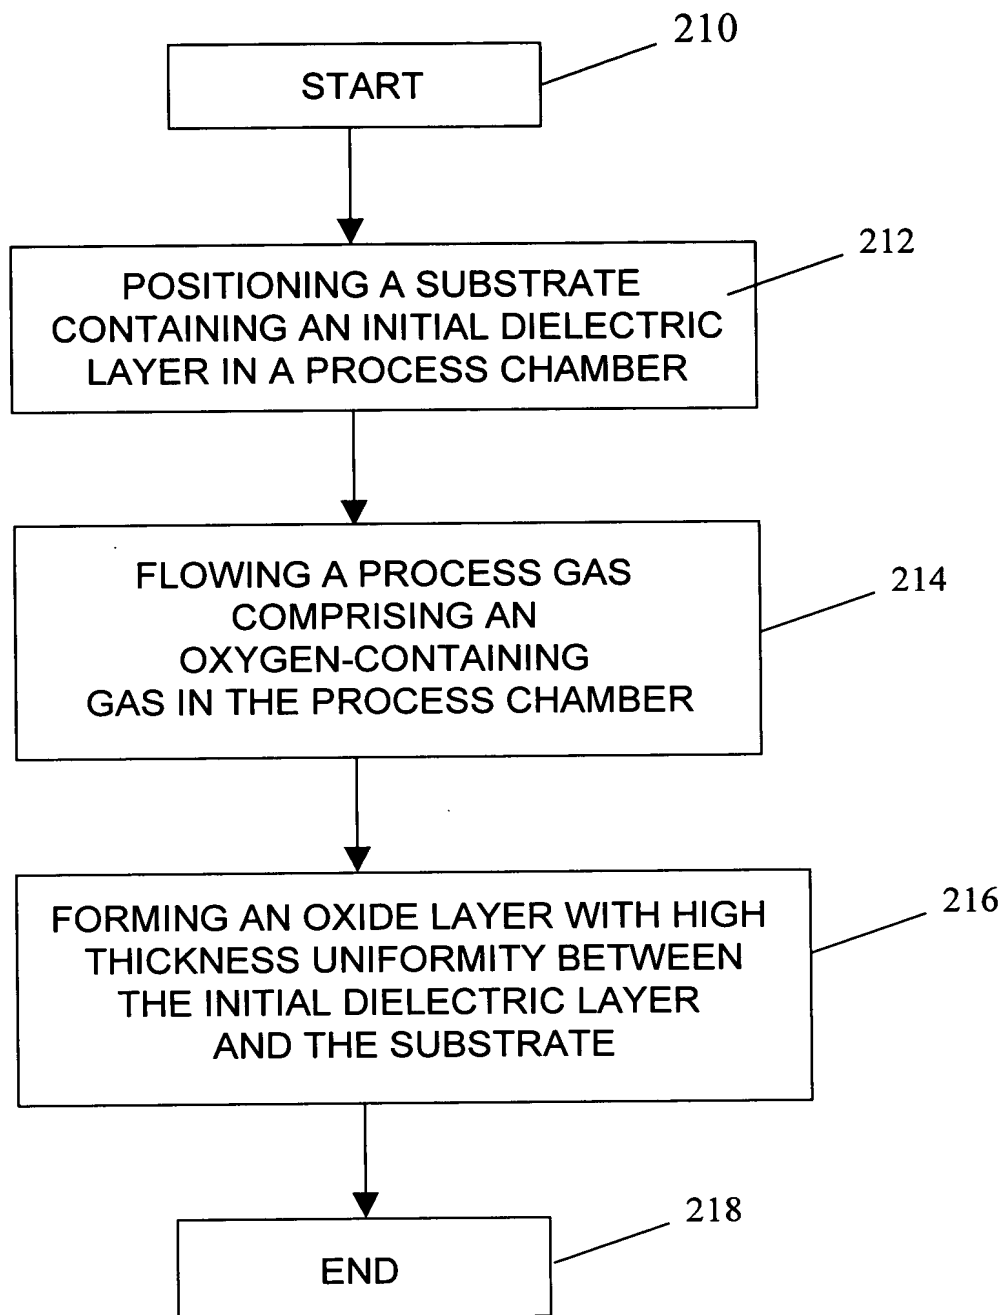 210
START
212
POSITIONING A SUBSTRATE
CONTAINING AN INITIAL DIELECTRIC
LAYER IN A PROCESS CHAMBER
214
FLOWING A PROCESS GAS
COMPRISING AN
OXYGEN-CONTAINING
GAS IN THE PROCESS CHAMBER
216
FORMING AN OXIDE LAYER WITH HIGH
THICKNESS UNIFORMITY BETWEEN
THE INITIAL DIELECTRIC LAYER
AND THE SUBSTRATE
218
END